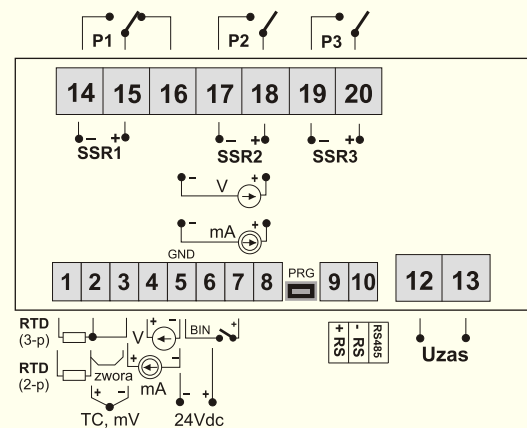 P1 P2 P3
14 15 16 17 18 19 20
- + - + - +
SSR1 SSR2 SSR3
- V +
- mA +
GND
1 2 3 4 5 6 7 8 PRG 9 10 12 13
RTD
(3-p)
+ V -
BIN +
RTD
(2-p)
zwora
+ mA -
+ - - +
TC, mV 24Vdc
+ RS
- RS
RS485
Uzas